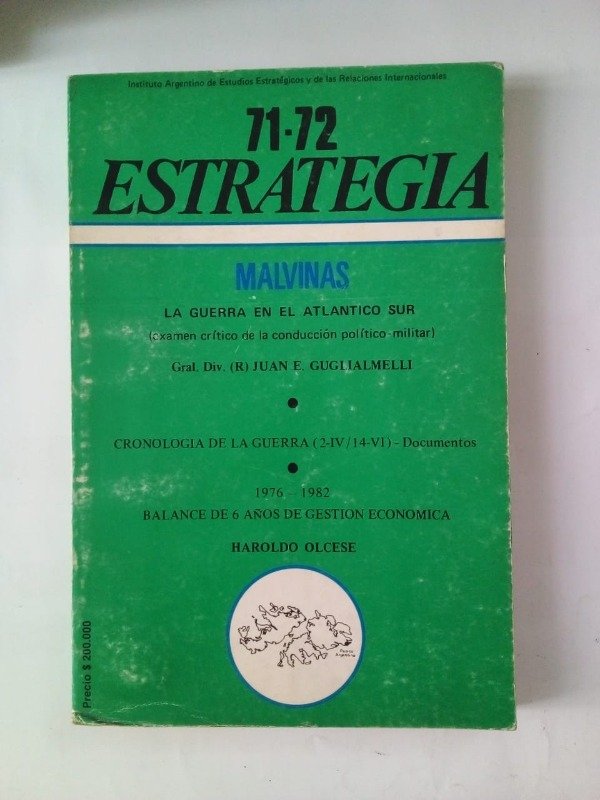 Instituto Argentino de Estudios Estratégicos y de las Relaciones Internacionales
71-72
ESTRATEGIA
MALVINAS
LA GUERRA EN EL ATLANTICO SUR
(examen crítico de la conducción político-militar)
Gral. Div. (R) JUAN E. GUGLIALMELLI
CRONOLOGIA DE LA GUERRA (2-IV/14-VI) - Documentos
1976 - 1982
BALANCE DE 6 AÑOS DE GESTION ECONOMICA
HAROLDO OLCESE
Precio $ 200.000